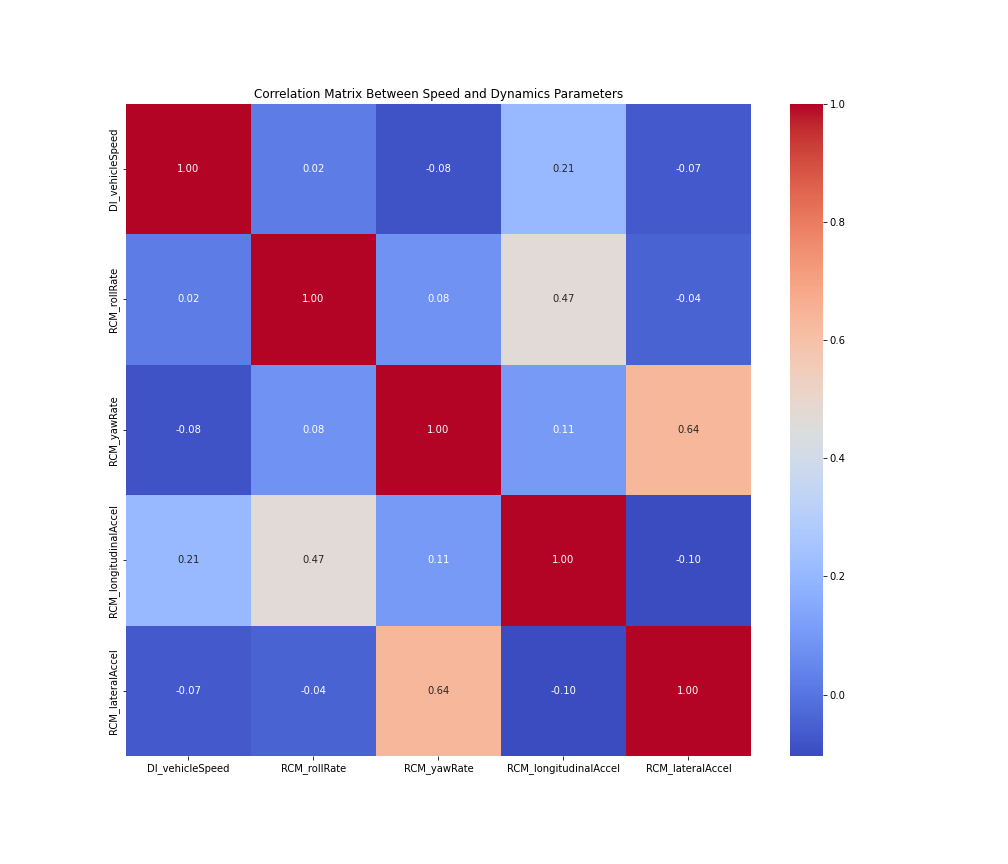 Correlation Matrix Between Speed and Dynamics Parameters
DI_vehicleSpeed
1.00 0.02 -0.08 0.21 -0.07
RCM_rollRate
0.02 1.00 0.08 0.47 -0.04
RCM_yawRate
-0.08 0.08 1.00 0.11 0.64
RCM_longitudinalAccel
0.21 0.47 0.11 1.00 -0.10
RCM_lateralAccel
-0.07 -0.04 0.64 -0.10 1.00
DI_vehicleSpeed RCM_rollRate RCM_yawRate RCM_longitudinalAccel RCM_lateralAccel
1.0
0.8
0.6
0.4
0.2
0.0